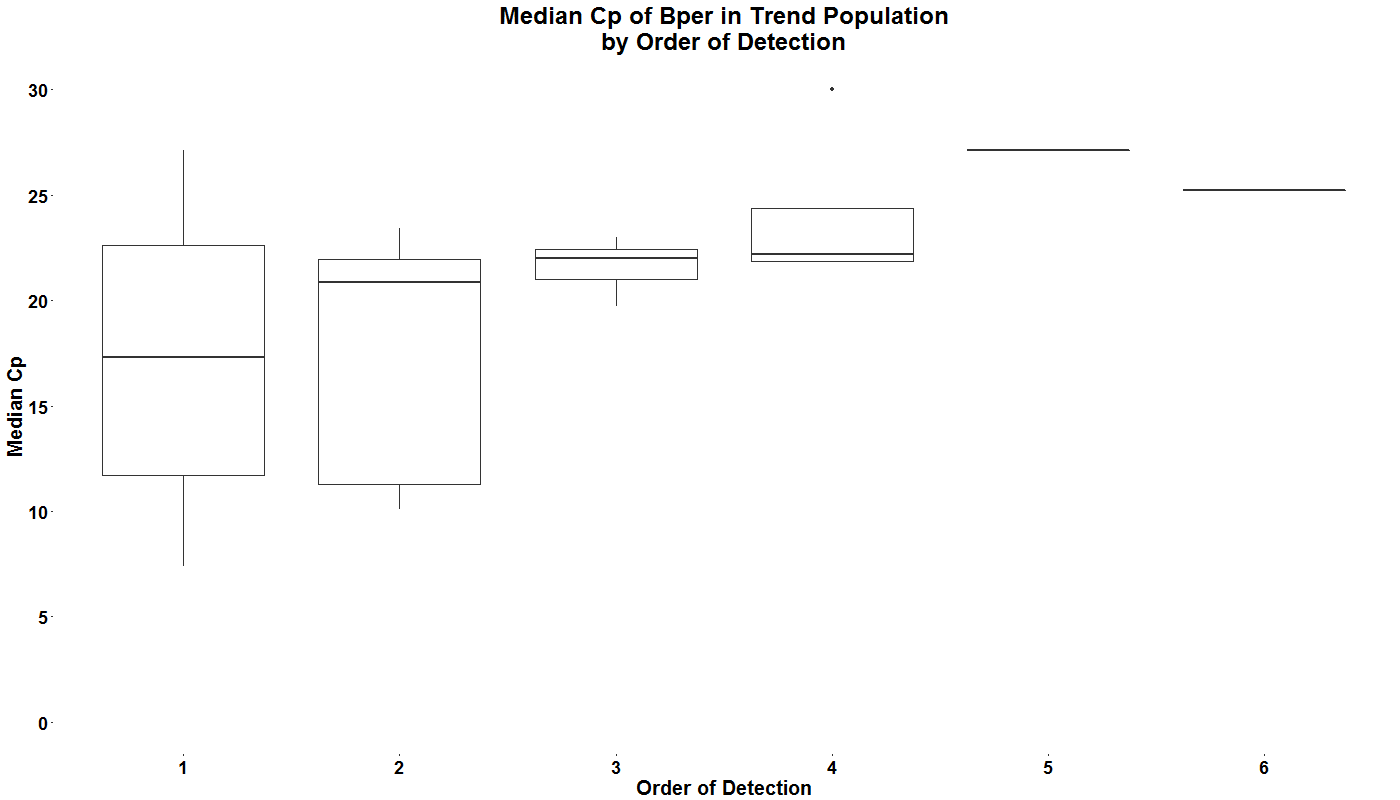 Median Cp of Bper in Trend Population
by Order of Detection
30
25
20
15
10
5
0
Median Cp
1 2 3 4 5 6
Order of Detection